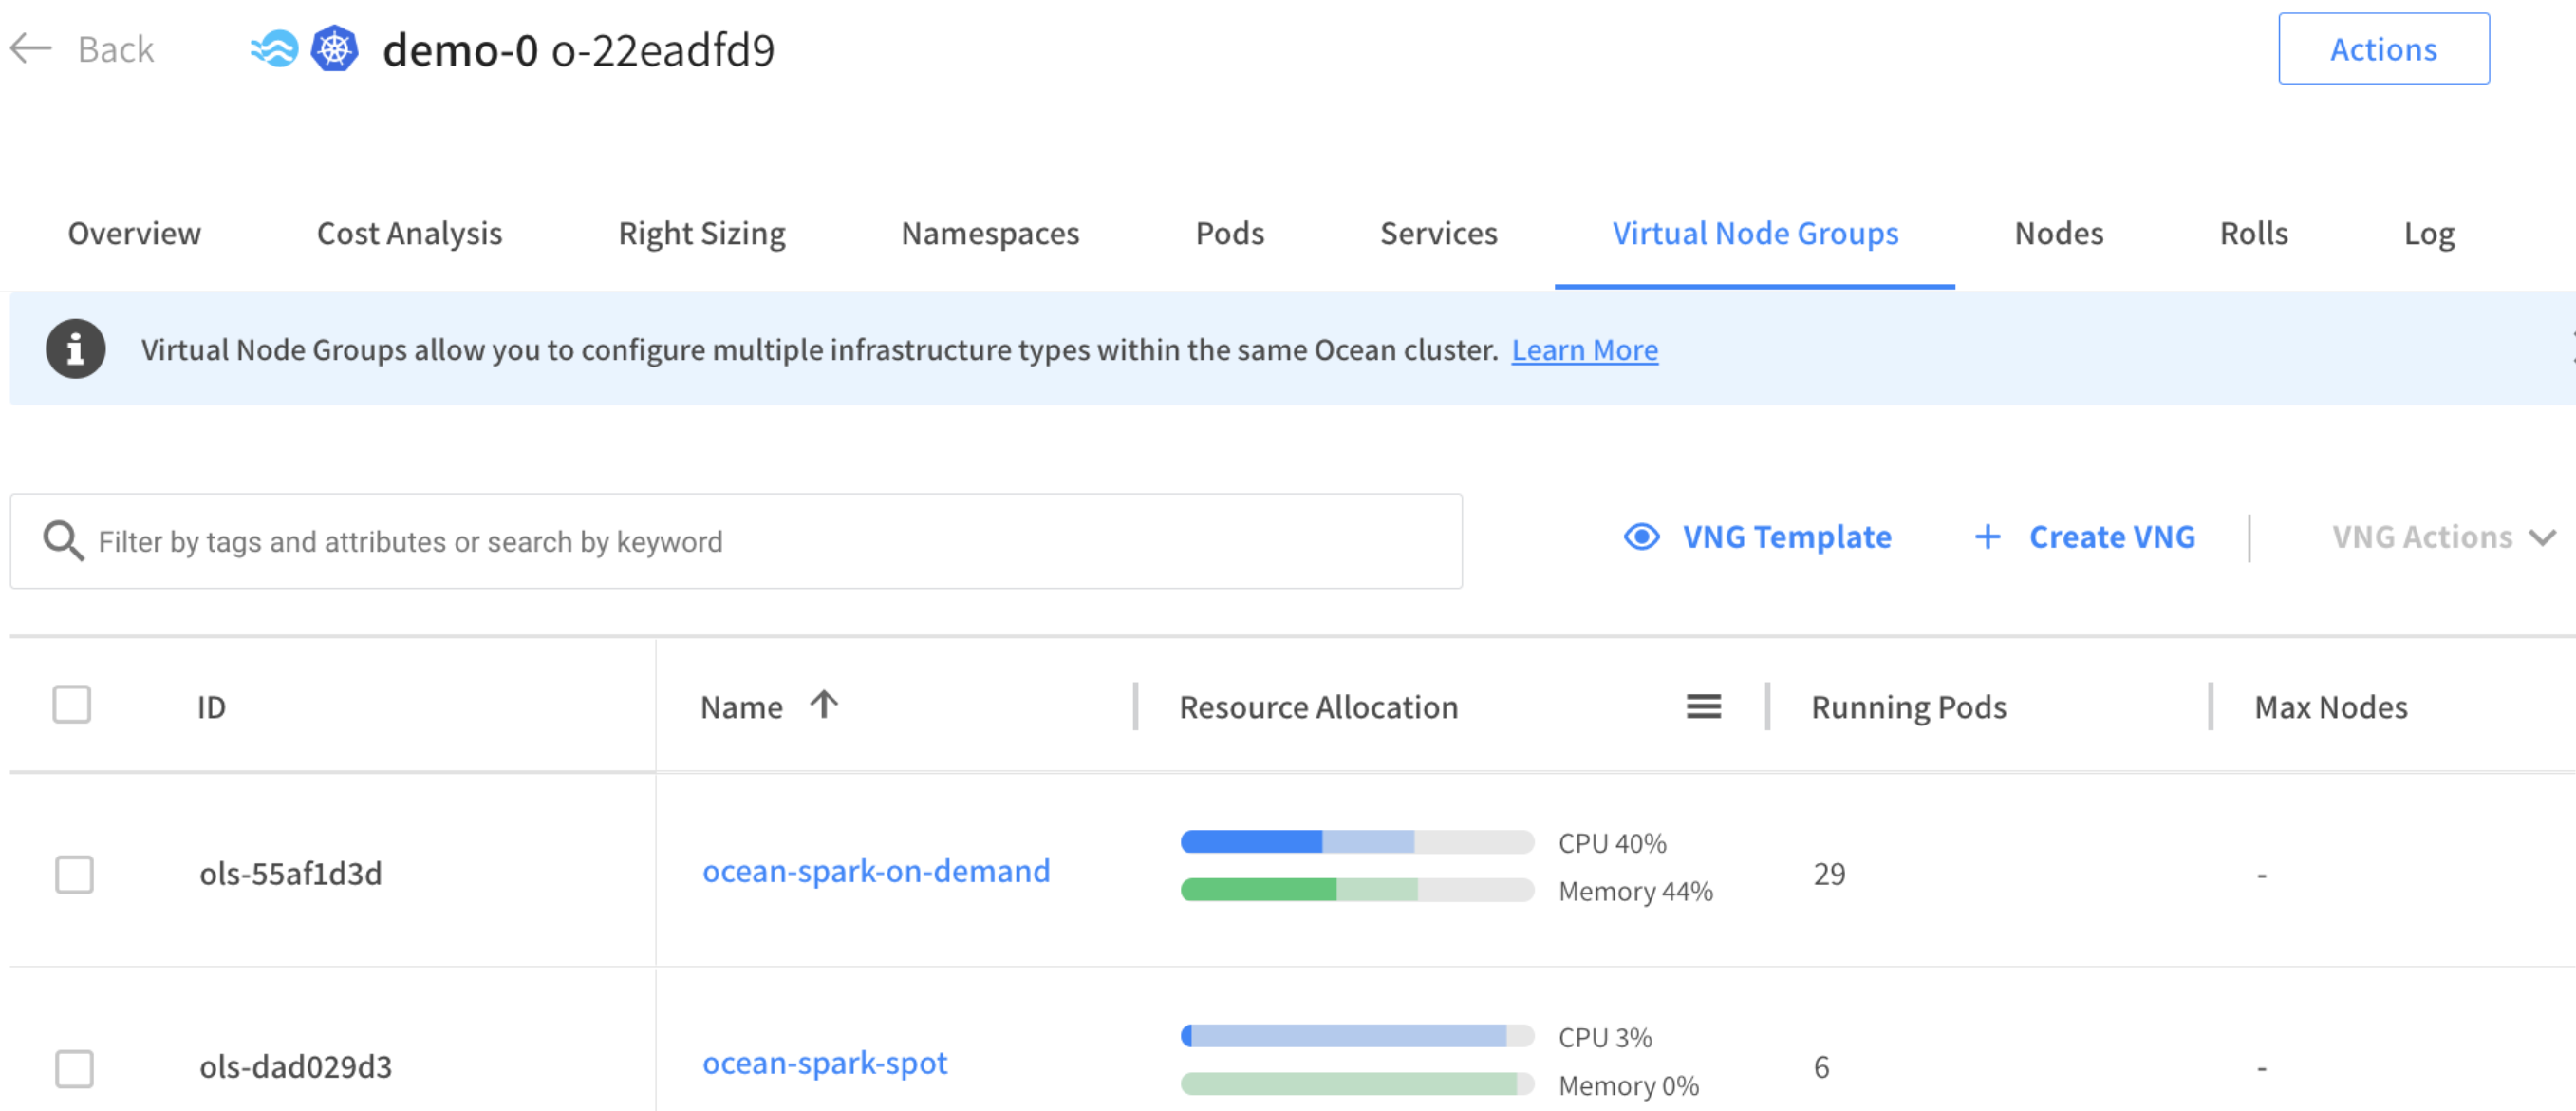 Back demo-0 o-22eadfd9 Actions
Overview Cost Analysis Right Sizing Namespaces Pods Services Virtual Node Groups Nodes Rolls Log
Virtual Node Groups allow you to configure multiple infrastructure types within the same Ocean cluster. Learn More
Filter by tags and attributes or search by keyword VNG Template + Create VNG VNG Actions
ID Name Resource Allocation Running Pods Max Nodes
ols-55af1d3d ocean-spark-on-demand CPU 40% 29 -
Memory 44%
ols-dad029d3 ocean-spark-spot CPU 3% 6 -
Memory 0%